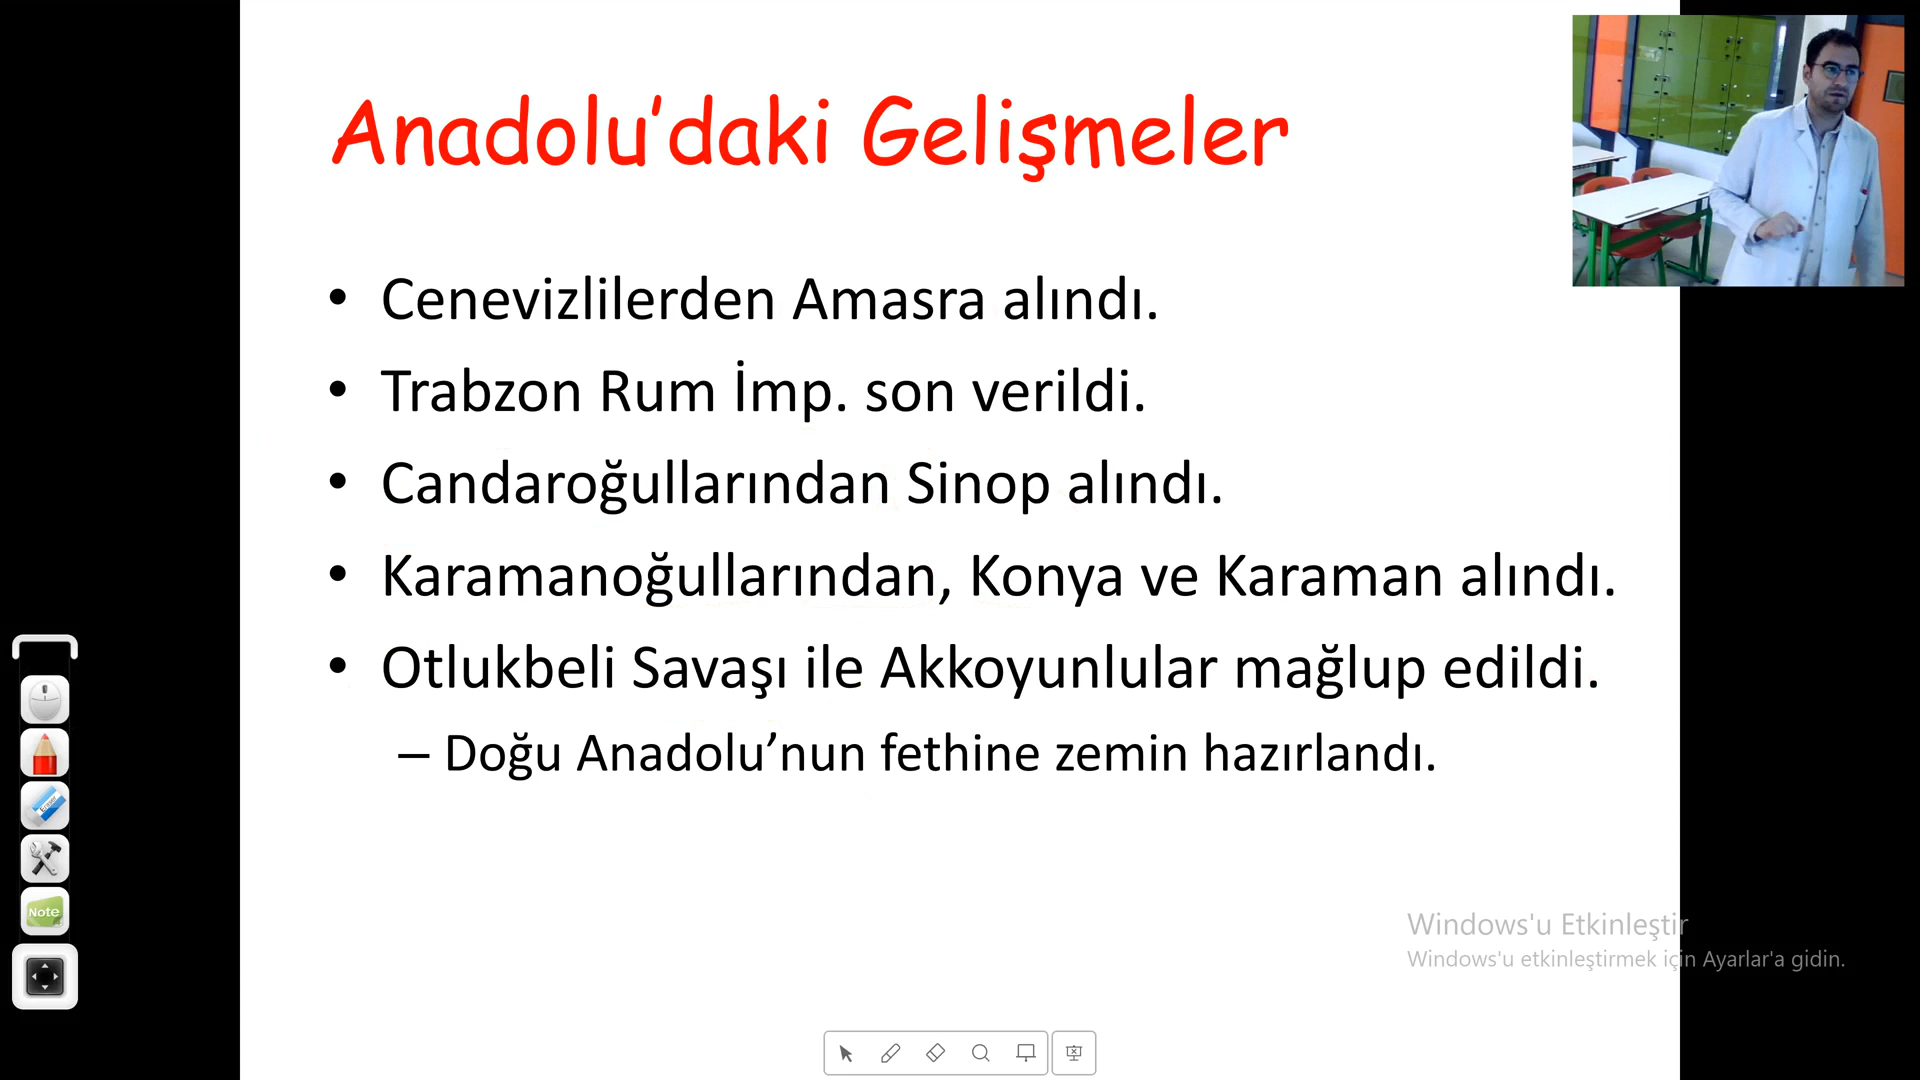 Anadolu’daki Gelişmeler
• Cenevizlilerden Amasra alındı.
• Trabzon Rum İmp. son verildi.
• Candaroğullarından Sinop alındı.
• Karamanoğullarından, Konya ve Karaman alındı.
• Otlukbeli Savaşı ile Akkoyunlular mağlup edildi.
– Doğu Anadolu’nun fethine zemin hazırlandı.
Note
Windows'u Etkinleştir
Windows'u etkinleştirmek için Ayarlar'a gidin.